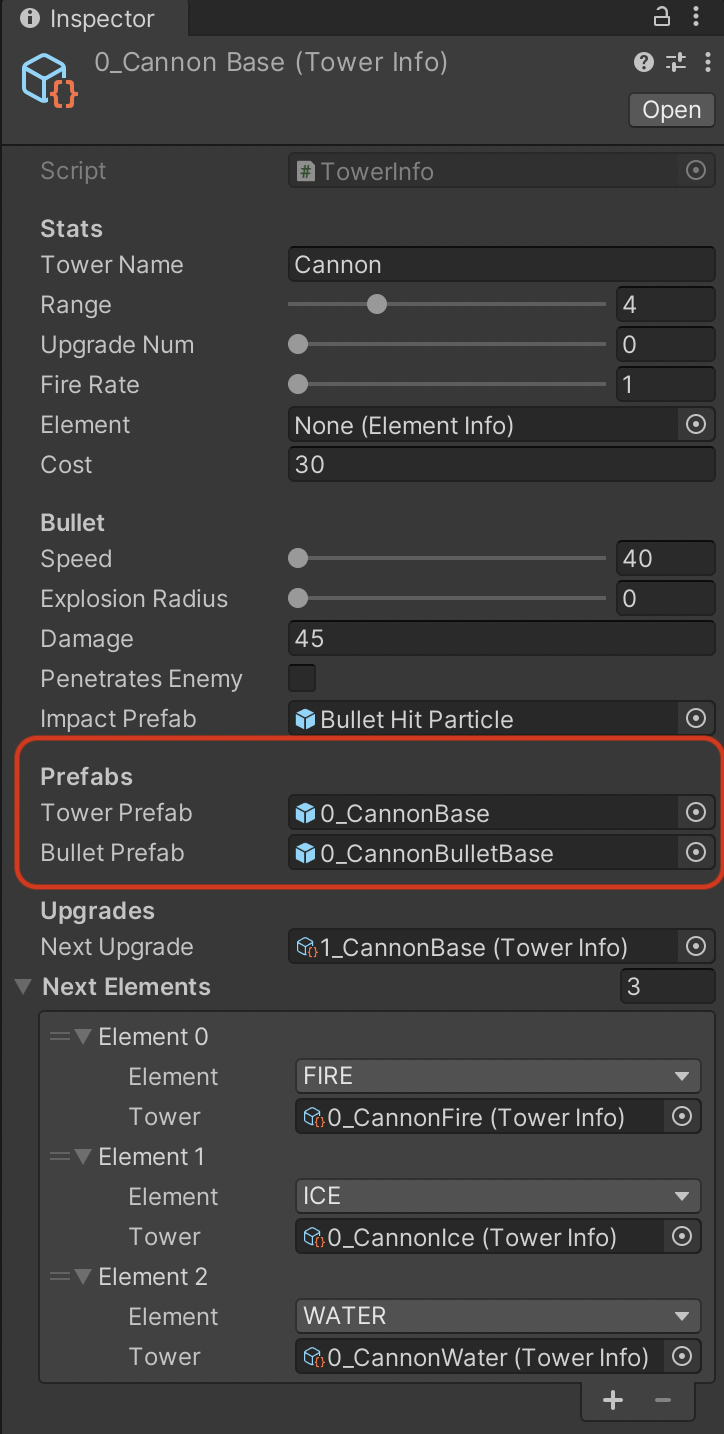 Inspector
0_Cannon Base (Tower Info)
Open
Script # TowerInfo
Stats
Tower Name Cannon
Range 4
Upgrade Num 0
Fire Rate 1
Element None (Element Info)
Cost 30
Bullet
Speed 40
Explosion Radius 0
Damage 45
Penetrates Enemy
Impact Prefab Bullet Hit Particle
Prefabs
Tower Prefab 0_CannonBase
Bullet Prefab 0_CannonBulletBase
Upgrades
Next Upgrade 1_CannonBase (Tower Info)
Next Elements 3
Element 0
Element FIRE
Tower 0_CannonFire (Tower Info)
Element 1
Element ICE
Tower 0_CannonIce (Tower Info)
Element 2
Element WATER
Tower 0_CannonWater (Tower Info)
+ −